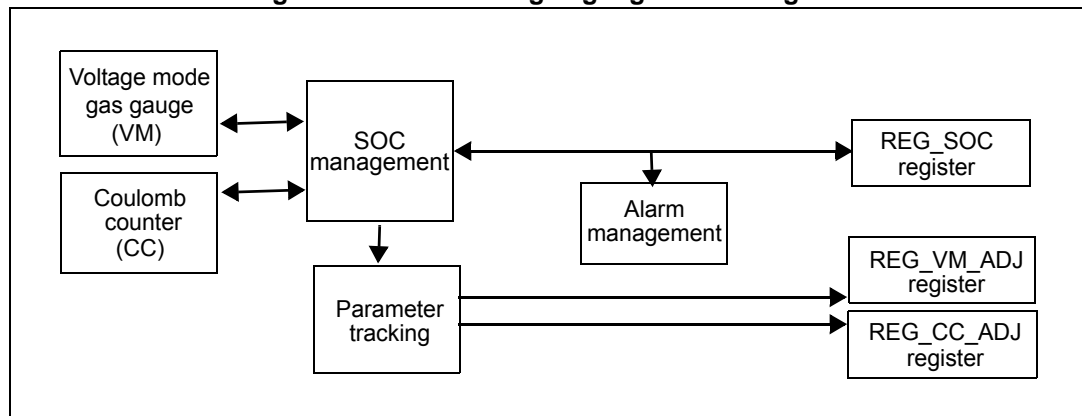 Voltage mode
gas gauge
(VM)
Coulomb
counter
(CC)
SOC
management
Parameter
tracking
Alarm
management
REG_SOC
register
REG_VM_ADJ
register
REG_CC_ADJ
register